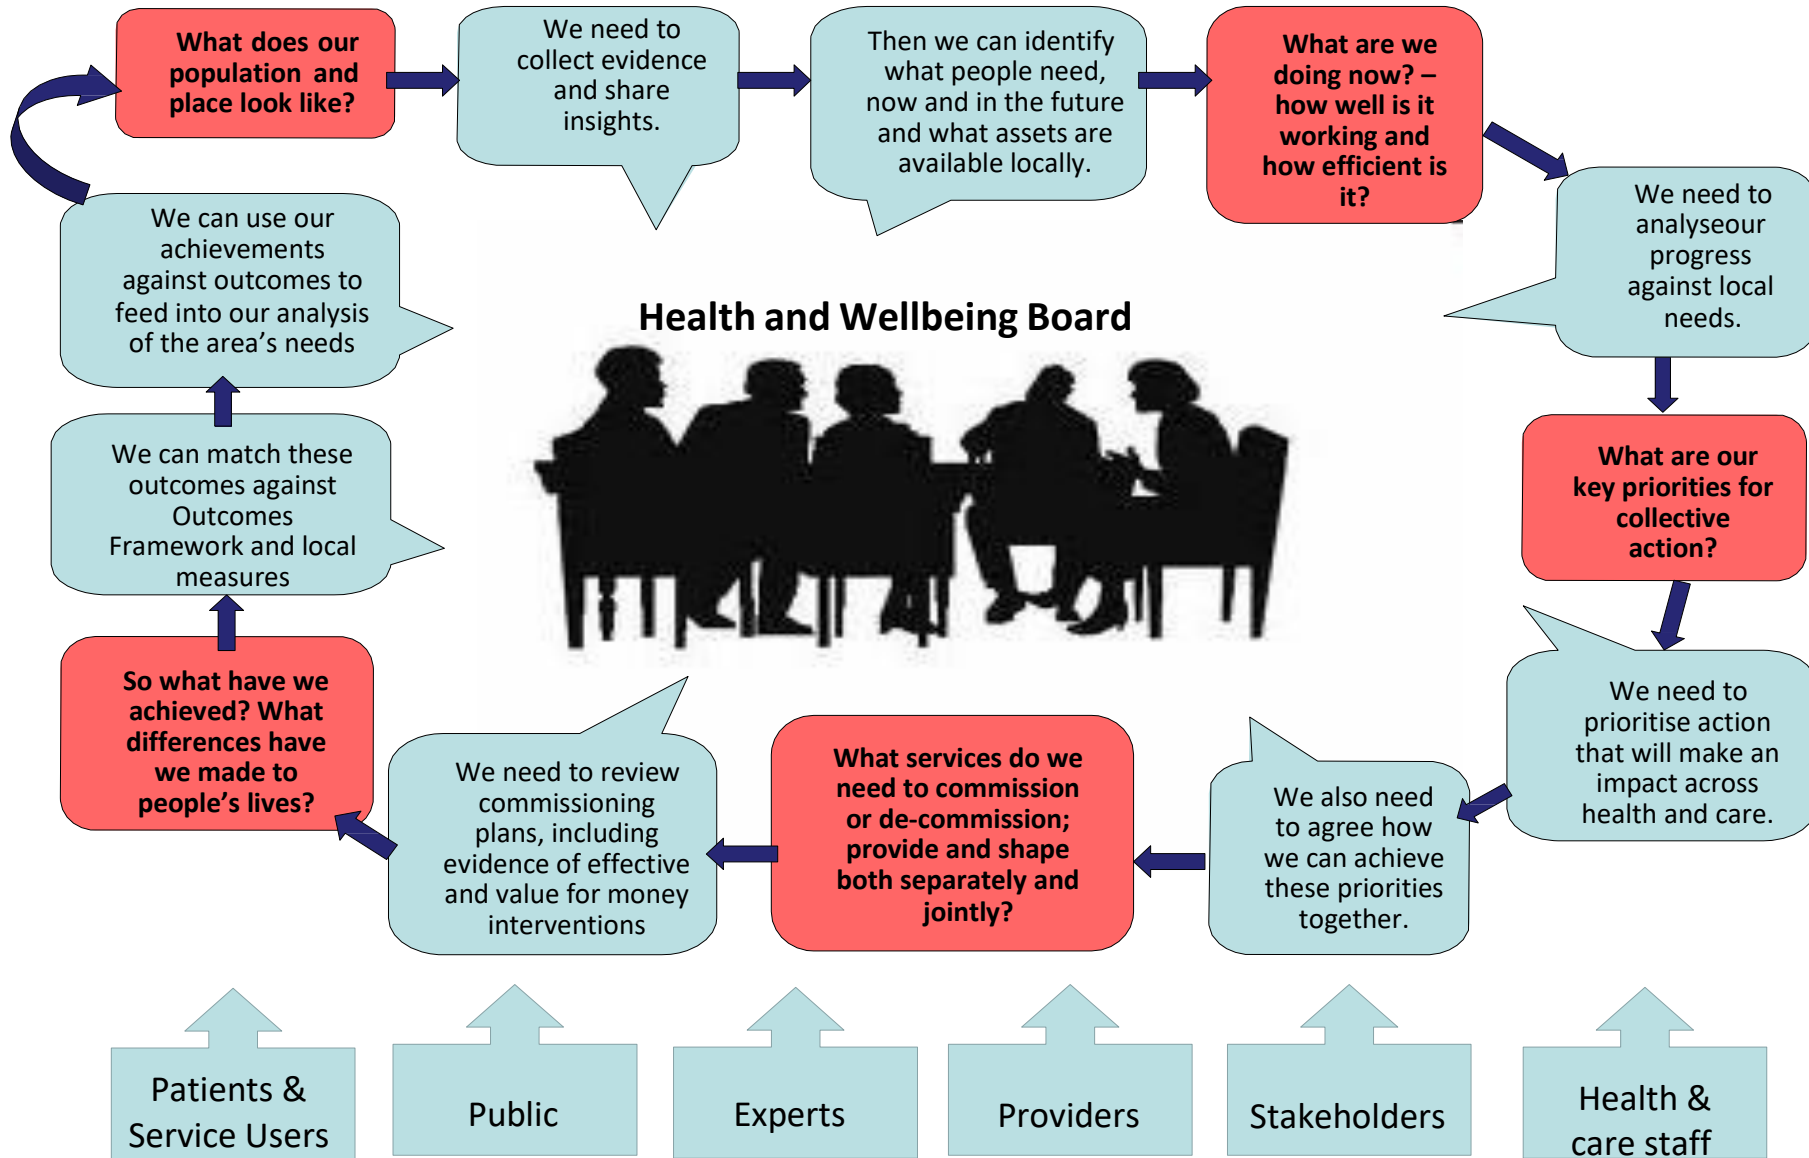 What does our
population and
place look like?
We need to
collect evidence
and share
insights.
Then we can identify
what people need,
now and in the future
and what assets are
available locally.
What are we
doing now? –
how well is it
working and
how efficient is
it?
We need to
analyseour
progress
against local
needs.
What are our
key priorities for
collective
action?
We need to
prioritise action
that will make an
impact across
health and care.
We also need
to agree how
we can achieve
these priorities
together.
What services do we
need to commission
or de-commission;
provide and shape
both separately and
jointly?
We need to review
commissioning
plans, including
evidence of effective
and value for money
interventions
So what have we
achieved? What
differences have
we made to
people’s lives?
We can match these
outcomes against
Outcomes
Framework and local
measures
We can use our
achievements
against outcomes to
feed into our analysis
of the area’s needs
Health and Wellbeing Board
Patients &
Service Users
Public
Experts
Providers
Stakeholders
Health &
care staff